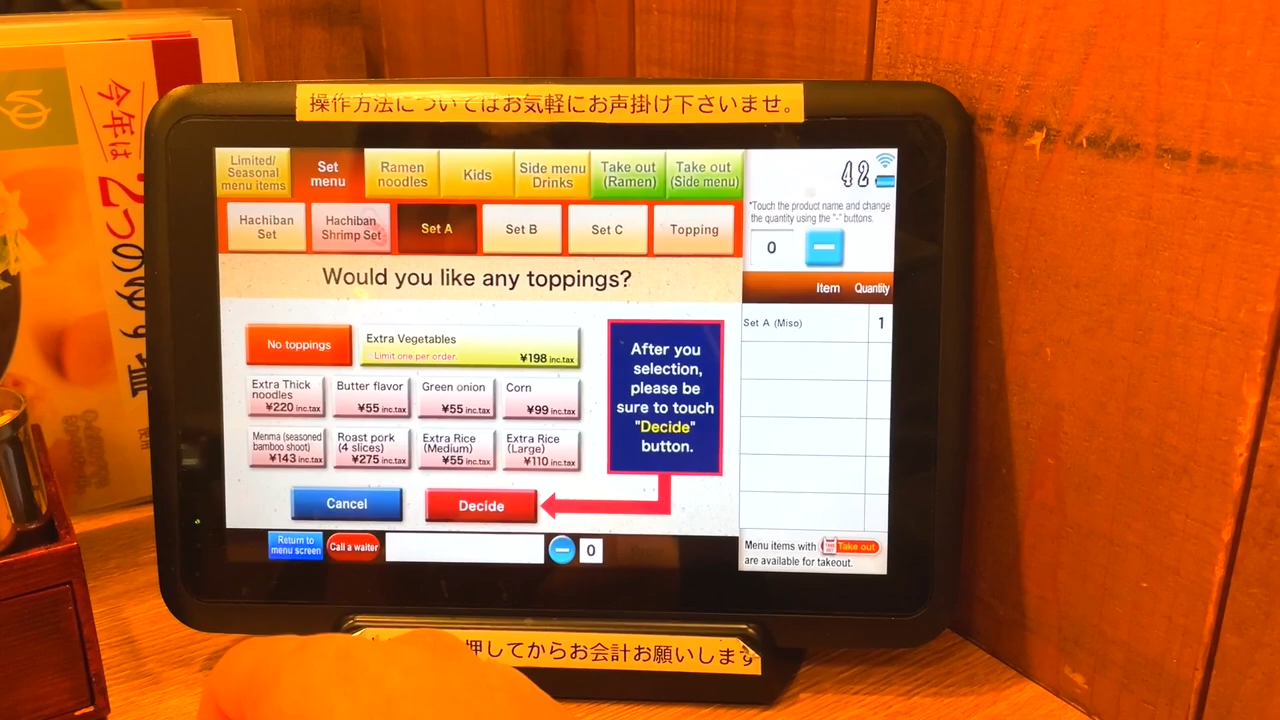 今年は
2つのゆ
操作方法についてはお気軽にお声掛け下さいませ。
Limited/
Seasonal
menu items
Set
menu
Ramen
noodles
Kids
Side menu
Drinks
Take out
(Ramen)
Take out
(Side menu)
42
Hachiban
Set
Hachiban
Shrimp Set
Set A
Set B
Set C
Topping
*Touch the product name and change
the quantity using the "-" buttons.
0
Would you like any toppings?
Item Quantity
Set A (Miso) 1
No toppings
Extra Vegetables
Limit one per order.
¥198 inc.tax
Extra Thick
noodles
¥220 inc.tax
Butter flavor
¥55 inc.tax
Green onion
¥55 inc.tax
Corn
¥99 inc.tax
Menma (seasoned
bamboo shoot)
¥143 inc.tax
Roast pork
(4 slices)
¥275 inc.tax
Extra Rice
(Medium)
¥55 inc.tax
Extra Rice
(Large)
¥110 inc.tax
After you
selection,
please be
sure to touch
"Decide"
button.
Cancel
Decide
Return to
menu screen
Call a waiter
0
Menu items with Take out
are available for takeout.
押してからお会計お願いします